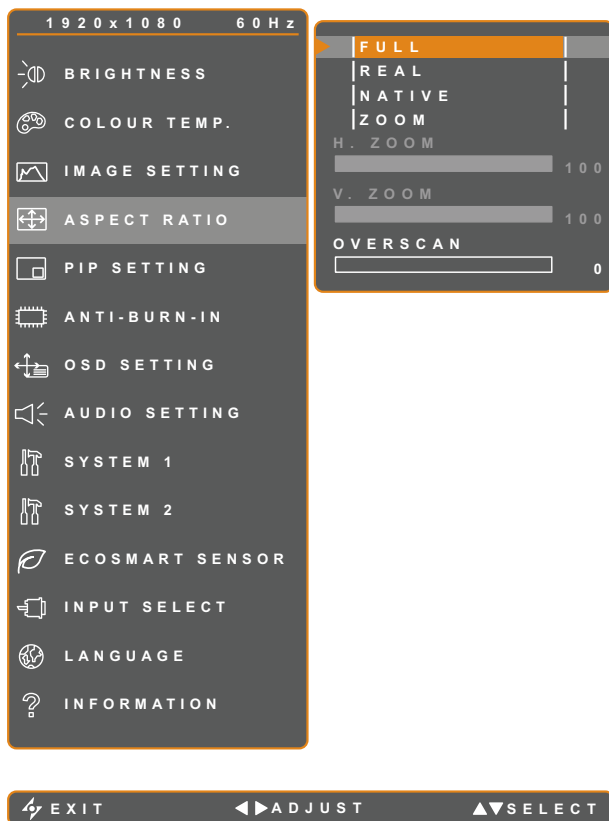 1920x1080 60Hz
BRIGHTNESS
COLOUR TEMP.
IMAGE SETTING
ASPECT RATIO
PIP SETTING
ANTI-BURN-IN
OSD SETTING
AUDIO SETTING
SYSTEM 1
SYSTEM 2
ECOSMART SENSOR
INPUT SELECT
LANGUAGE
INFORMATION
FULL
REAL
NATIVE
ZOOM
H. ZOOM
100
V. ZOOM
100
OVERSCAN
0
EXIT ADJUST SELECT